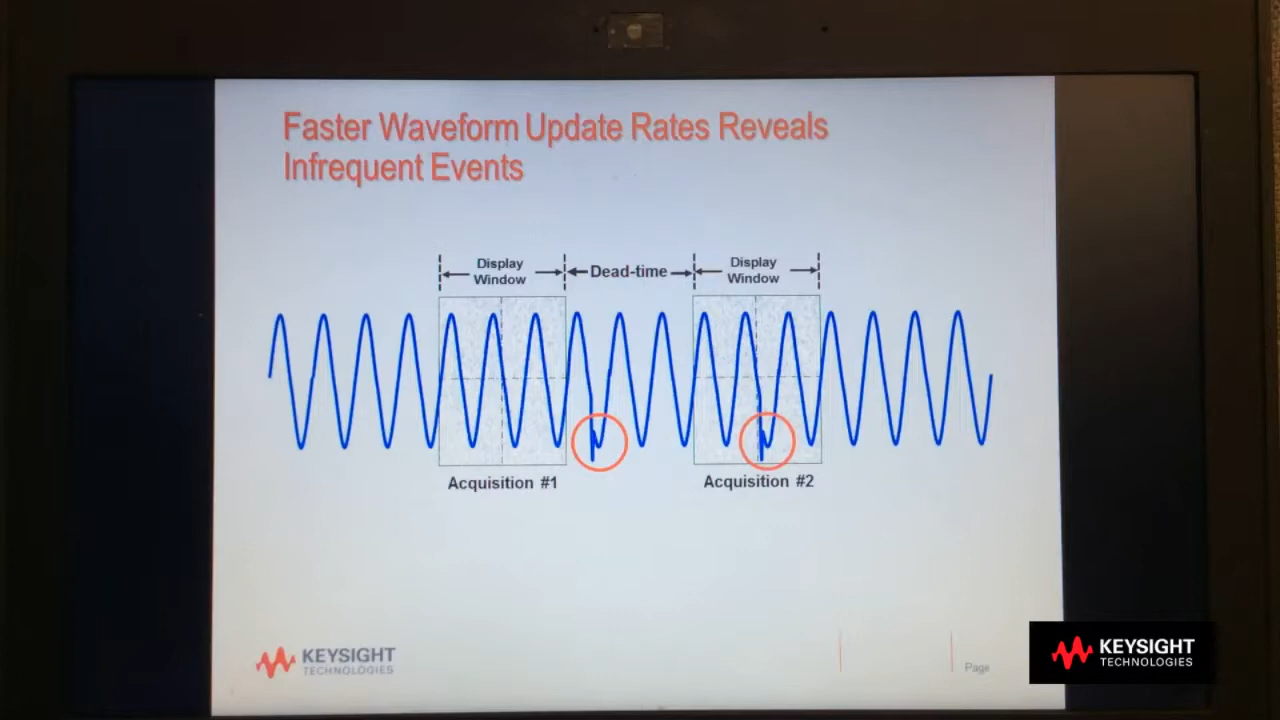 Faster Waveform Update Rates Reveals
Infrequent Events
Display
Window
Dead-time
Display
Window
Acquisition #1
Acquisition #2
KEYSIGHT
TECHNOLOGIES
Page
KEYSIGHT
TECHNOLOGIES